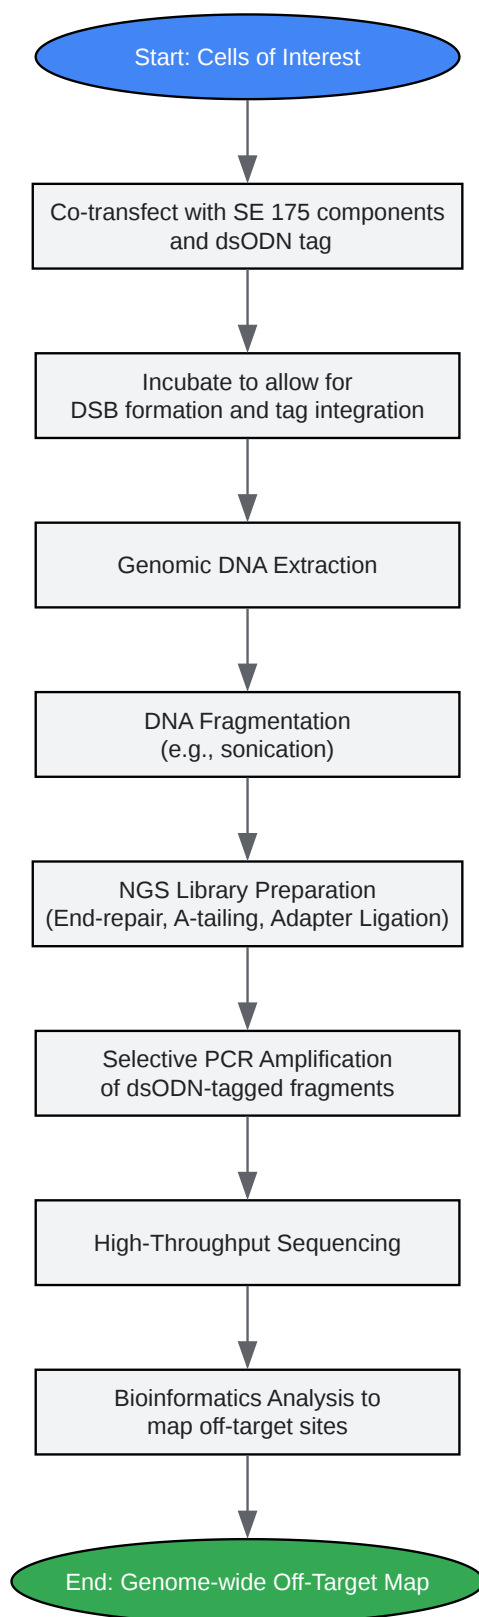 Start: Cells of Interest
Co-transfect with SE 175 components
and dsODN tag
Incubate to allow for
DSB formation and tag integration
Genomic DNA Extraction
DNA Fragmentation
(e.g., sonication)
NGS Library Preparation
(End-repair, A-tailing, Adapter Ligation)
Selective PCR Amplification
of dsODN-tagged fragments
High-Throughput Sequencing
Bioinformatics Analysis to
map off-target sites
End: Genome-wide Off-Target Map